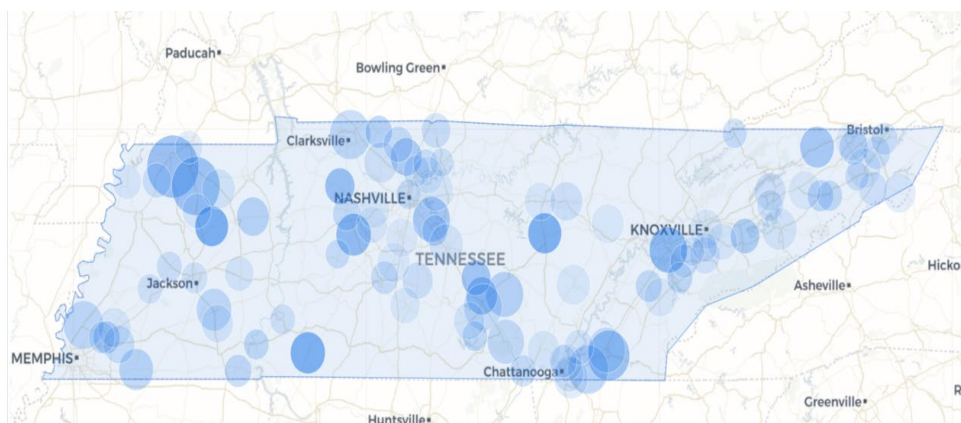 Paducah
Bowling Green
Clarksville
Bristol
NASHVILLE
KNOXVILLE
TENNESSEE
Hicko
Jackson
Asheville
MEMPHIS
Chattanooga
R
Greenville
Huntsville